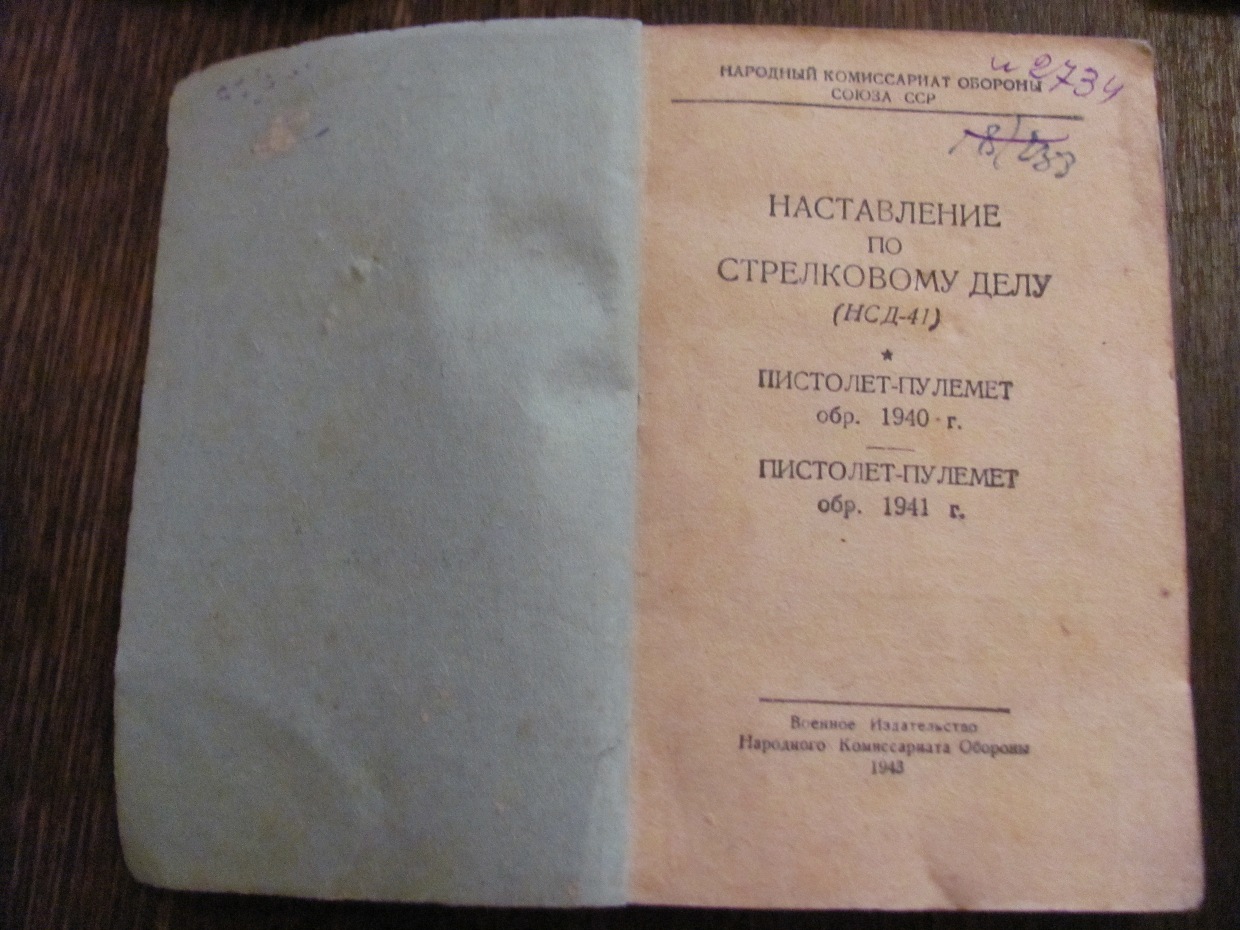 и 2734
НАРОДНЫЙ КОМИССАРИАТ ОБОРОНЫ
СОЮЗА ССР
НАСТАВЛЕНИЕ
ПО
СТРЕЛКОВОМУ ДЕЛУ
(НСД-41)
★
ПИСТОЛЕТ-ПУЛЕМЕТ
обр. 1940 г.
ПИСТОЛЕТ-ПУЛЕМЕТ
обр. 1941 г.
Военное Издательство
Народного Комиссариата Обороны
1943